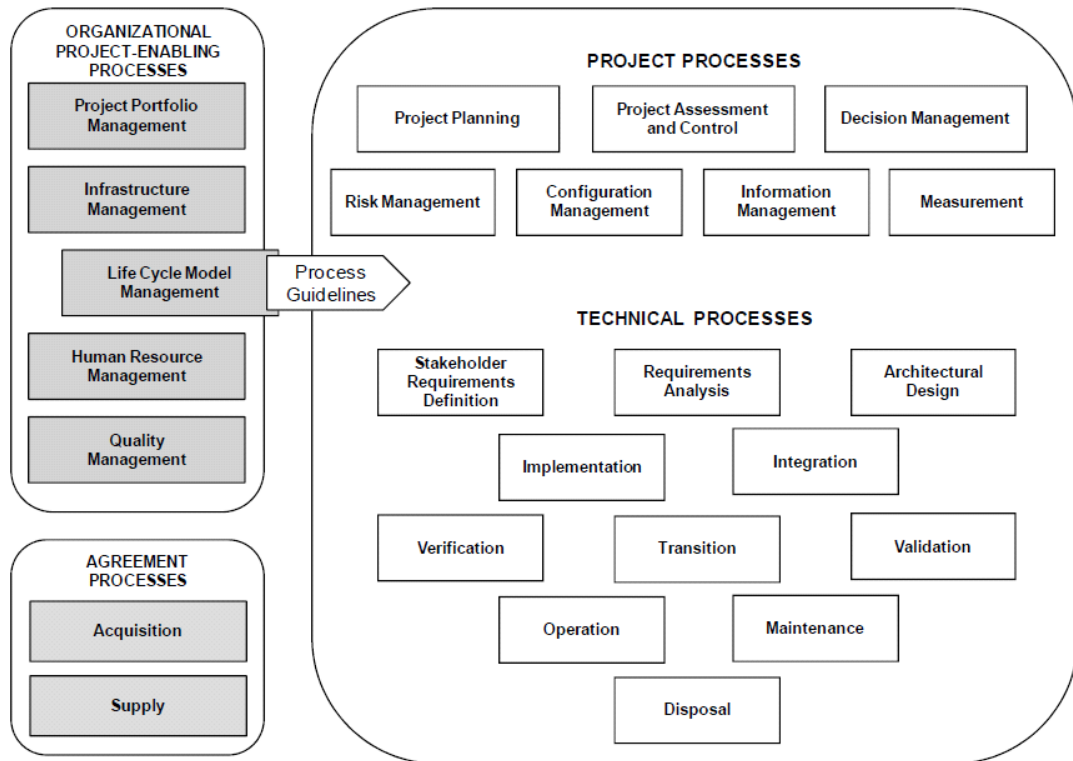 ORGANIZATIONAL
PROJECT-ENABLING
PROCESSES
Project Portfolio
Management
Infrastructure
Management
Life Cycle Model
Management
Human Resource
Management
Quality
Management
AGREEMENT
PROCESSES
Acquisition
Supply
Process
Guidelines
PROJECT PROCESSES
Project Planning
Project Assessment
and Control
Decision Management
Risk Management
Configuration
Management
Information
Management
Measurement
TECHNICAL PROCESSES
Stakeholder
Requirements
Definition
Requirements
Analysis
Architectural
Design
Implementation
Integration
Verification
Transition
Validation
Operation
Maintenance
Disposal